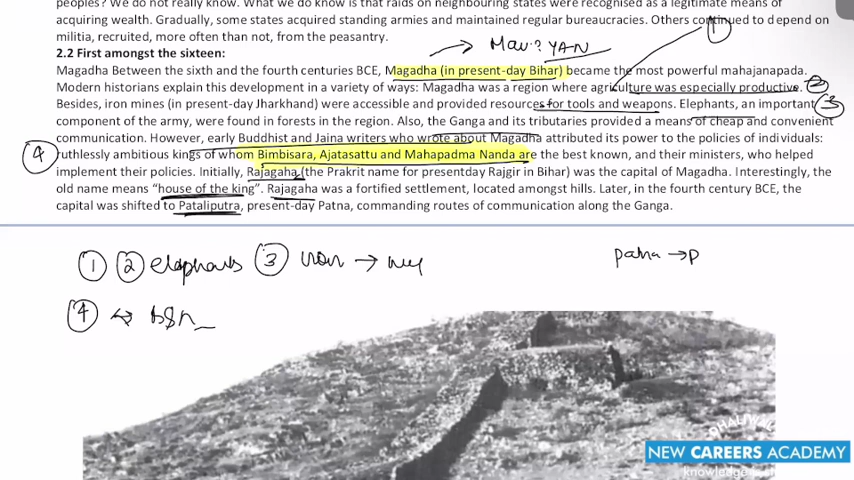 peoples? We do not really know. What we do know is that raids on neighbouring states were recognised as a legitimate means of
acquiring wealth. Gradually, some states acquired standing armies and maintained regular bureaucracies. Others continued to depend on
militia, recruited, more often than not, from the peasantry.
2.2 First amongst the sixteen:
YAN
1
Magadha Between the sixth and the fourth centuries BCE, Magadha (in present-day Bihar) became the most powerful mahajanapada.
Modern historians explain this development in a variety of ways: Magadha was a region where agriculture was especially productive. 2
Besides, iron mines (in present-day Jharkhand) were accessible and provided resources for tools and weapons. Elephants, an important 3
component of the army, were found in forests in the region. Also, the Ganga and its tributaries provided a means of cheap and convenient
communication. However, early Buddhist and Jaina writers who wrote about Magadha attributed its power to the policies of individuals:
4 ruthlessly ambitious kings of whom Bimbisara, Ajatasattu and Mahapadma Nanda are the best known, and their ministers, who helped
implement their policies. Initially, Rajagaha (the Prakrit name for presentday Rajgir in Bihar) was the capital of Magadha. Interestingly, the
old name means “house of the king”. Rajagaha was a fortified settlement, located amongst hills. Later, in the fourth century BCE, the
capital was shifted to Pataliputra, present-day Patna, commanding routes of communication along the Ganga.
1 2 elephants 3 iron →
→ P
4
NEW CAREERS ACADEMY